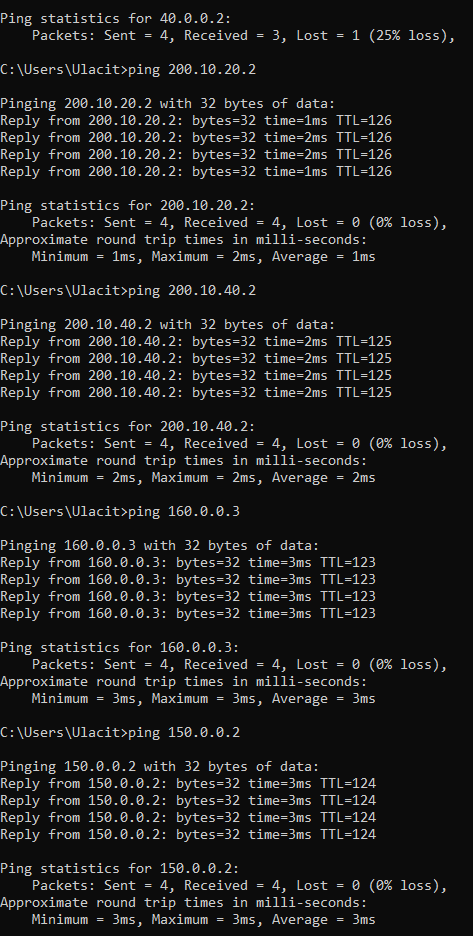 Ping statistics for 40.0.0.2:
    Packets: Sent = 4, Received = 3, Lost = 1 (25% loss),
C:\Users\Ulacit>ping 200.10.20.2
Pinging 200.10.20.2 with 32 bytes of data:
Reply from 200.10.20.2: bytes=32 time=1ms TTL=126
Reply from 200.10.20.2: bytes=32 time=2ms TTL=126
Reply from 200.10.20.2: bytes=32 time=2ms TTL=126
Reply from 200.10.20.2: bytes=32 time=1ms TTL=126
Ping statistics for 200.10.20.2:
    Packets: Sent = 4, Received = 4, Lost = 0 (0% loss),
Approximate round trip times in milli-seconds:
    Minimum = 1ms, Maximum = 2ms, Average = 1ms
C:\Users\Ulacit>ping 200.10.40.2
Pinging 200.10.40.2 with 32 bytes of data:
Reply from 200.10.40.2: bytes=32 time=2ms TTL=125
Reply from 200.10.40.2: bytes=32 time=2ms TTL=125
Reply from 200.10.40.2: bytes=32 time=2ms TTL=125
Reply from 200.10.40.2: bytes=32 time=2ms TTL=125
Ping statistics for 200.10.40.2:
    Packets: Sent = 4, Received = 4, Lost = 0 (0% loss),
Approximate round trip times in milli-seconds:
    Minimum = 2ms, Maximum = 2ms, Average = 2ms
C:\Users\Ulacit>ping 160.0.0.3
Pinging 160.0.0.3 with 32 bytes of data:
Reply from 160.0.0.3: bytes=32 time=3ms TTL=123
Reply from 160.0.0.3: bytes=32 time=3ms TTL=123
Reply from 160.0.0.3: bytes=32 time=3ms TTL=123
Reply from 160.0.0.3: bytes=32 time=3ms TTL=123
Ping statistics for 160.0.0.3:
    Packets: Sent = 4, Received = 4, Lost = 0 (0% loss),
Approximate round trip times in milli-seconds:
    Minimum = 3ms, Maximum = 3ms, Average = 3ms
C:\Users\Ulacit>ping 150.0.0.2
Pinging 150.0.0.2 with 32 bytes of data:
Reply from 150.0.0.2: bytes=32 time=3ms TTL=124
Reply from 150.0.0.2: bytes=32 time=3ms TTL=124
Reply from 150.0.0.2: bytes=32 time=3ms TTL=124
Reply from 150.0.0.2: bytes=32 time=3ms TTL=124
Ping statistics for 150.0.0.2:
    Packets: Sent = 4, Received = 4, Lost = 0 (0% loss),
Approximate round trip times in milli-seconds:
    Minimum = 3ms, Maximum = 3ms, Average = 3ms